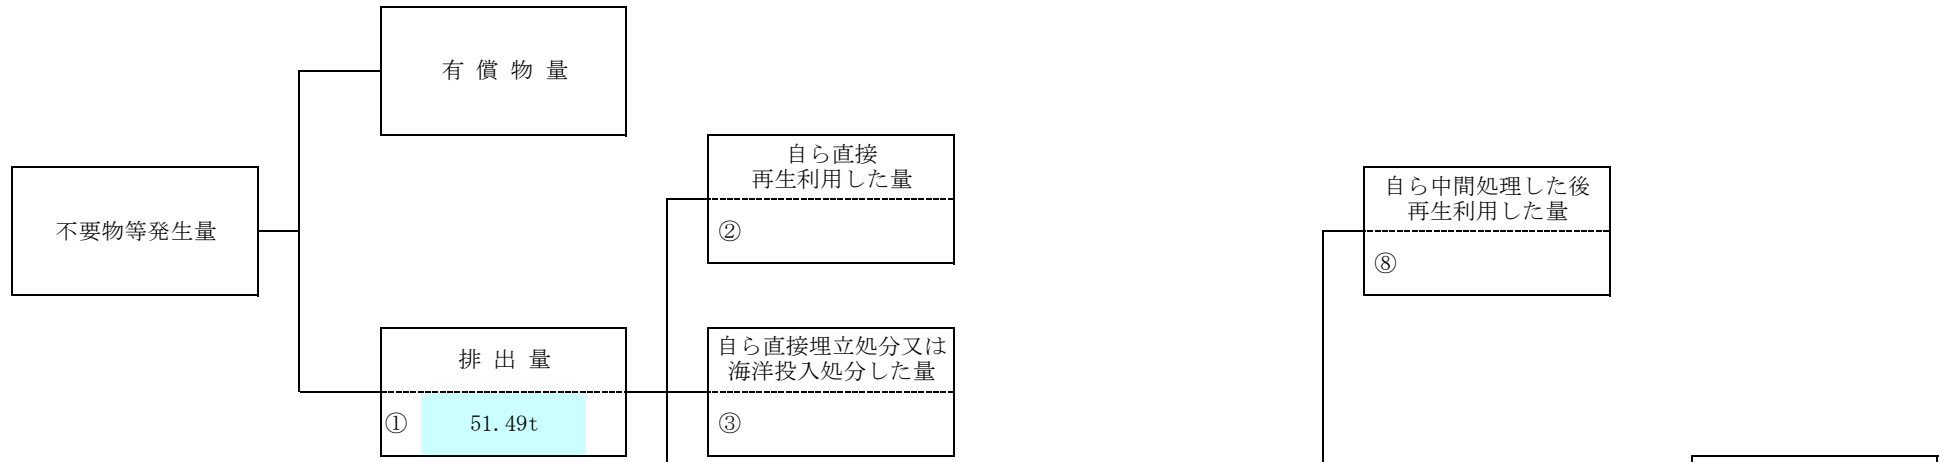 有 償 物 量
自ら直接
再生利用した量
②
不要物等発生量
自ら中間処理した後
再生利用した量
⑧
排 出 量
① 51.49t
自ら直接埋立処分又は
海洋投入処分した量
③